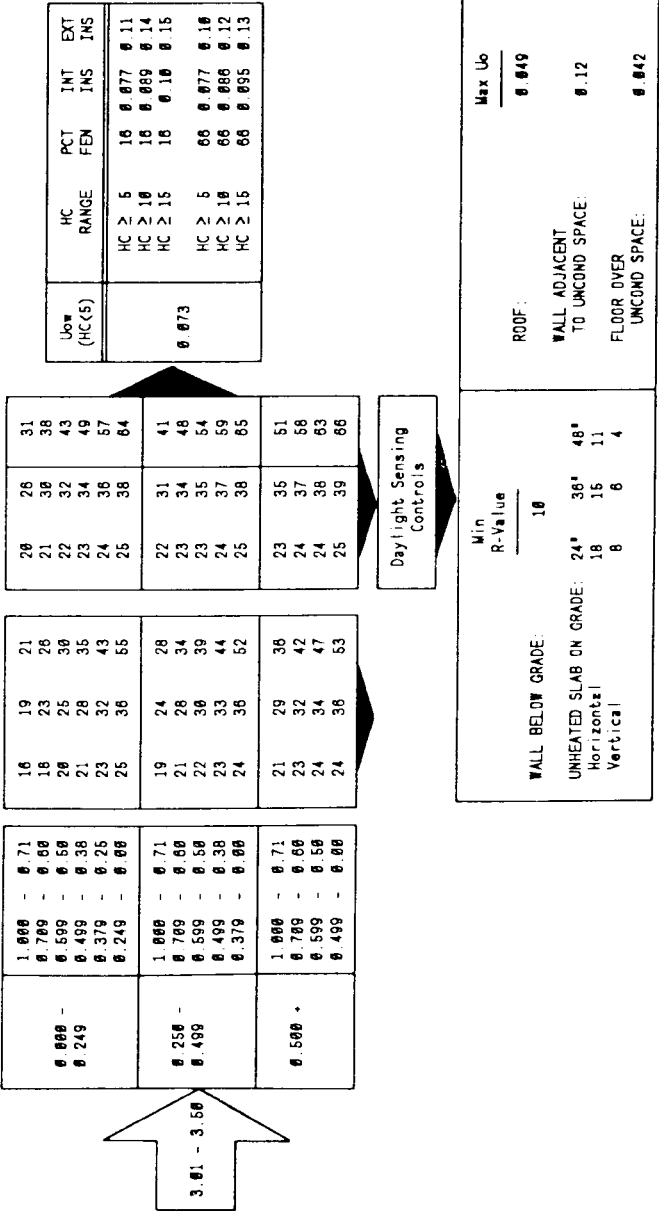 3.01 - 3.50
0.000 -
0.249
1.000 - 0.71 16 19 21 20 26 31
0.709 - 0.60 18 23 26 21 30 38
0.599 - 0.50 20 25 30 22 32 43
0.499 - 0.38 21 28 35 23 34 49
0.379 - 0.25 23 32 43 24 36 57
0.249 - 0.00 25 36 55 25 38 64
0.250 -
0.499
1.000 - 0.71 19 24 28 22 31 41
0.709 - 0.60 21 28 34 23 34 48
0.599 - 0.50 22 30 39 23 35 54
0.499 - 0.38 23 33 44 24 37 59
0.379 - 0.00 24 36 52 25 38 65
0.500 +
1.000 - 0.71 21 29 36 23 35 51
0.709 - 0.60 23 32 42 24 37 58
0.599 - 0.50 24 34 47 24 38 63
0.499 - 0.00 24 36 53 25 39 66
Uow HC PCT INT EXT
(HC<5) RANGE FEN INS INS
0.073
HC ≥ 5 16 0.077 0.11
HC ≥ 10 16 0.089 0.14
HC ≥ 15 16 0.10 0.15
HC ≥ 5 66 0.077 0.10
HC ≥ 10 66 0.086 0.12
HC ≥ 15 66 0.095 0.13
Daylight Sensing
Controls
Min
R-Value
WALL BELOW GRADE: 10
UNHEATED SLAB ON GRADE: 24" 36" 48"
Horizontal 18 15 11
Vertical 8 6 4
Max Uo
ROOF: 0.049
WALL ADJACENT
TO UNCOND SPACE: 0.12
FLOOR OVER
UNCOND SPACE: 0.042